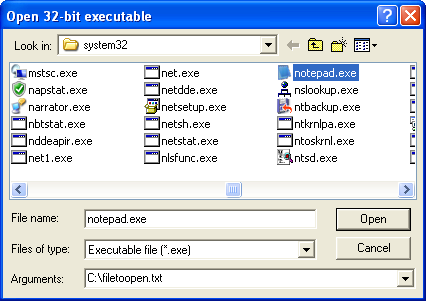 Open 32-bit executable
Look in: system32
mstsc.exe net.exe notepad.exe
napstat.exe netdde.exe nslookup.exe
narrator.exe netsetup.exe ntbackup.exe
nbtstat.exe netsh.exe ntkrnlpa.exe
nddeapir.exe netstat.exe ntoskrnl.exe
net1.exe nlsfunc.exe ntsd.exe
File name: notepad.exe Open
Files of type: Executable file (*.exe) Cancel
Arguments: C:\filetoopen.txt